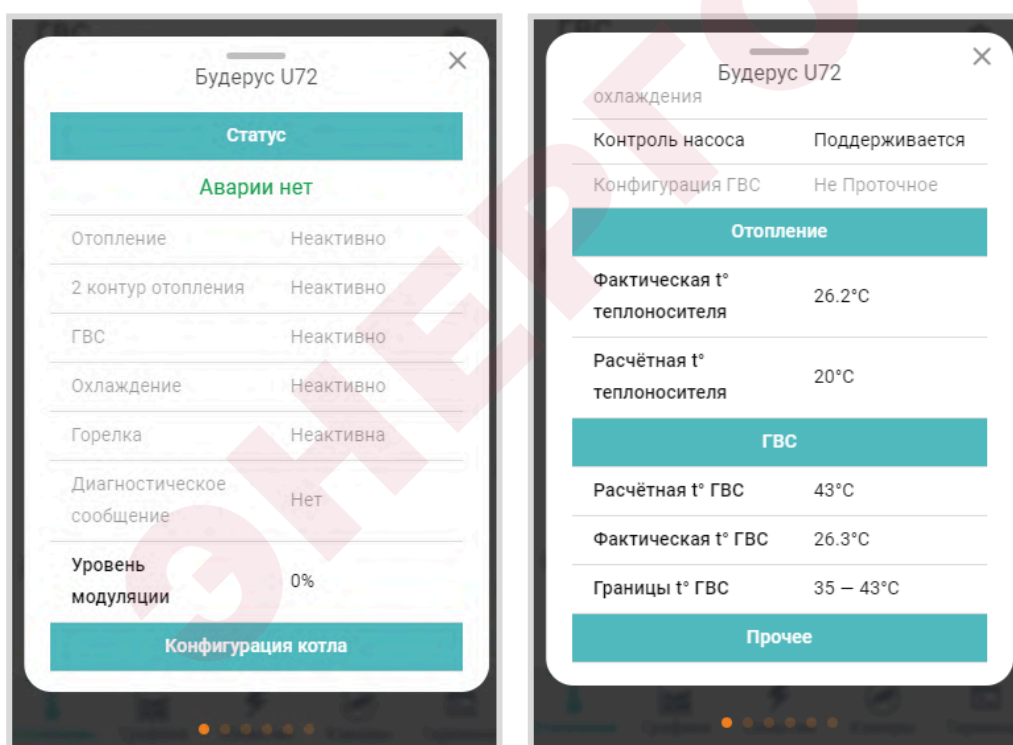 ГВС
Будерус U72
Статус
Аварии нет
Отопление Неактивно
2 контур отопления Неактивно
ГВС Неактивно
Охлаждение Неактивно
Горелка Неактивна
Диагностическое
сообщение Нет
Уровень
модуляции 0%
Конфигурация котла
Будерус U72
охлаждения
Контроль насоса Поддерживается
Конфигурация ГВС Не Проточное
Отопление
Фактическая t°
теплоносителя 26.2°C
Расчётная t°
теплоносителя 20°C
ГВС
Расчётная t° ГВС 43°C
Фактическая t° ГВС 26.3°C
Границы t° ГВС 35 — 43°C
Прочее
ЭНЕРГО